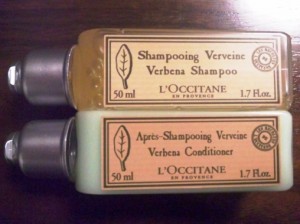 Shampooing Verveine
Verbena Shampoo
L'OCCITANE
EN PROVENCE
50 ml
1.7 Fl.oz.
Après-Shampooing Verveine
Verbena Conditioner
L'OCCITANE
EN PROVENCE
50 ml
1.7 Fl.oz.